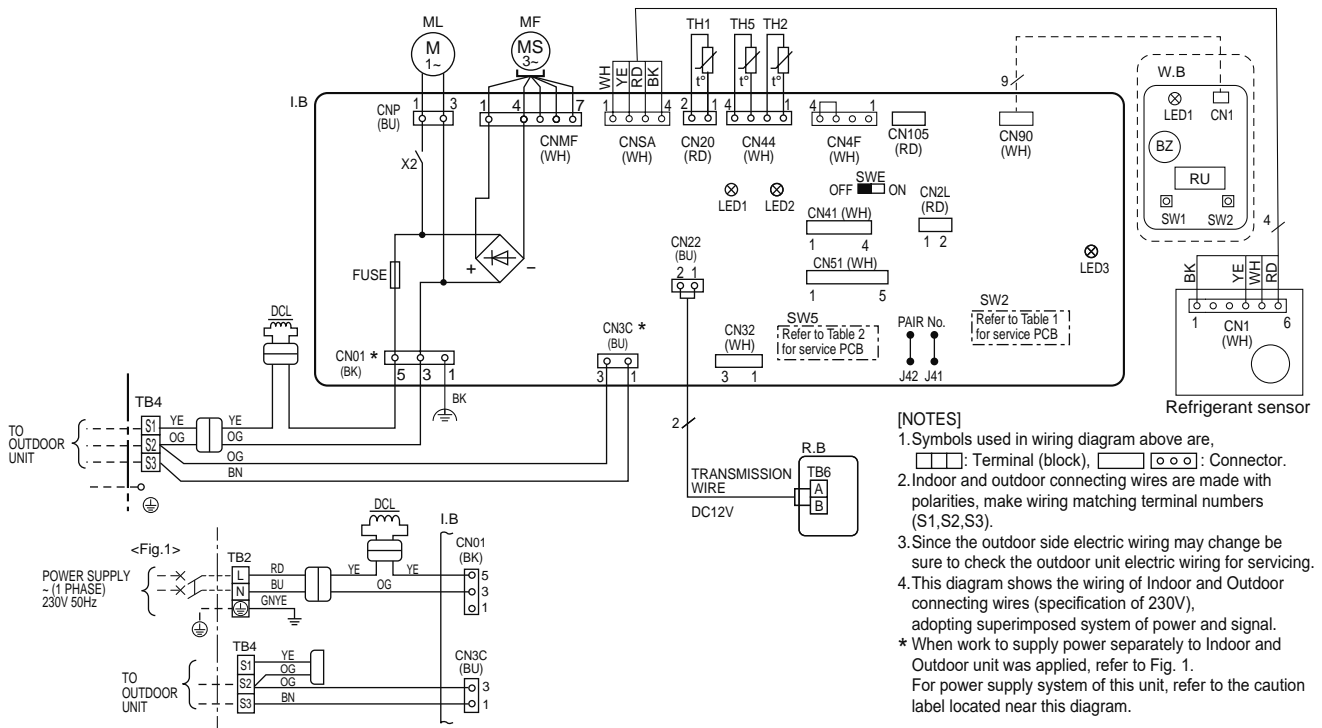 ML
MF
TH1 TH5 TH2
M
1~
MS
3~
WH
YE
RD
BK
t° t° t°
9
W.B
LED1
CN1
BZ
RU
SW1
SW2
4
I.B
1 3
CNP
(BU)
1 4 7
CNMF
(WH)
1 4
CNSA
(WH)
2 1
CN20
(RD)
4 1
CN44
(WH)
4 1
CN4F
(WH)
CN105
(RD)
CN90
(WH)
X2
LED1
LED2
SWE
OFF ON
CN2L
(RD)
1 2
CN41 (WH)
1 4
CN51 (WH)
1 5
LED3
CN22
(BU)
2 1
FUSE
+ −
DCL
CN01 *
(BK)
5 3 1
BK
CN3C *
(BU)
3 1
CN32
(WH)
3 1
SW5
Refer to Table 2
for service PCB
PAIR No.
J42 J41
SW2
Refer to Table 1
for service PCB
BK
YE
WH
RD
1 6
CN1
(WH)
Refrigerant sensor
TB4
TO
OUTDOOR
UNIT
S1
S2
S3
YE YE
OG OG
OG
BN
2
TRANSMISSION
WIRE
DC12V
R.B
TB6
A
B
<Fig.1>
POWER SUPPLY
~ (1 PHASE)
230V 50Hz
TB2
L
N
RD
BU
GNYE
DCL
YE YE
OG
I.B
CN01
(BK)
5
3
1
TB4
TO
OUTDOOR
UNIT
S1
S2
S3
YE
OG
OG
BN
CN3C
(BU)
3
1
[NOTES]
1.Symbols used in wiring diagram above are,
: Terminal (block), : Connector.
2.Indoor and outdoor connecting wires are made with
polarities, make wiring matching terminal numbers
(S1,S2,S3).
3.Since the outdoor side electric wiring may change be
sure to check the outdoor unit electric wiring for servicing.
4.This diagram shows the wiring of Indoor and Outdoor
connecting wires (specification of 230V),
adopting superimposed system of power and signal.
* When work to supply power separately to Indoor and
Outdoor unit was applied, refer to Fig. 1.
For power supply system of this unit, refer to the caution
label located near this diagram.